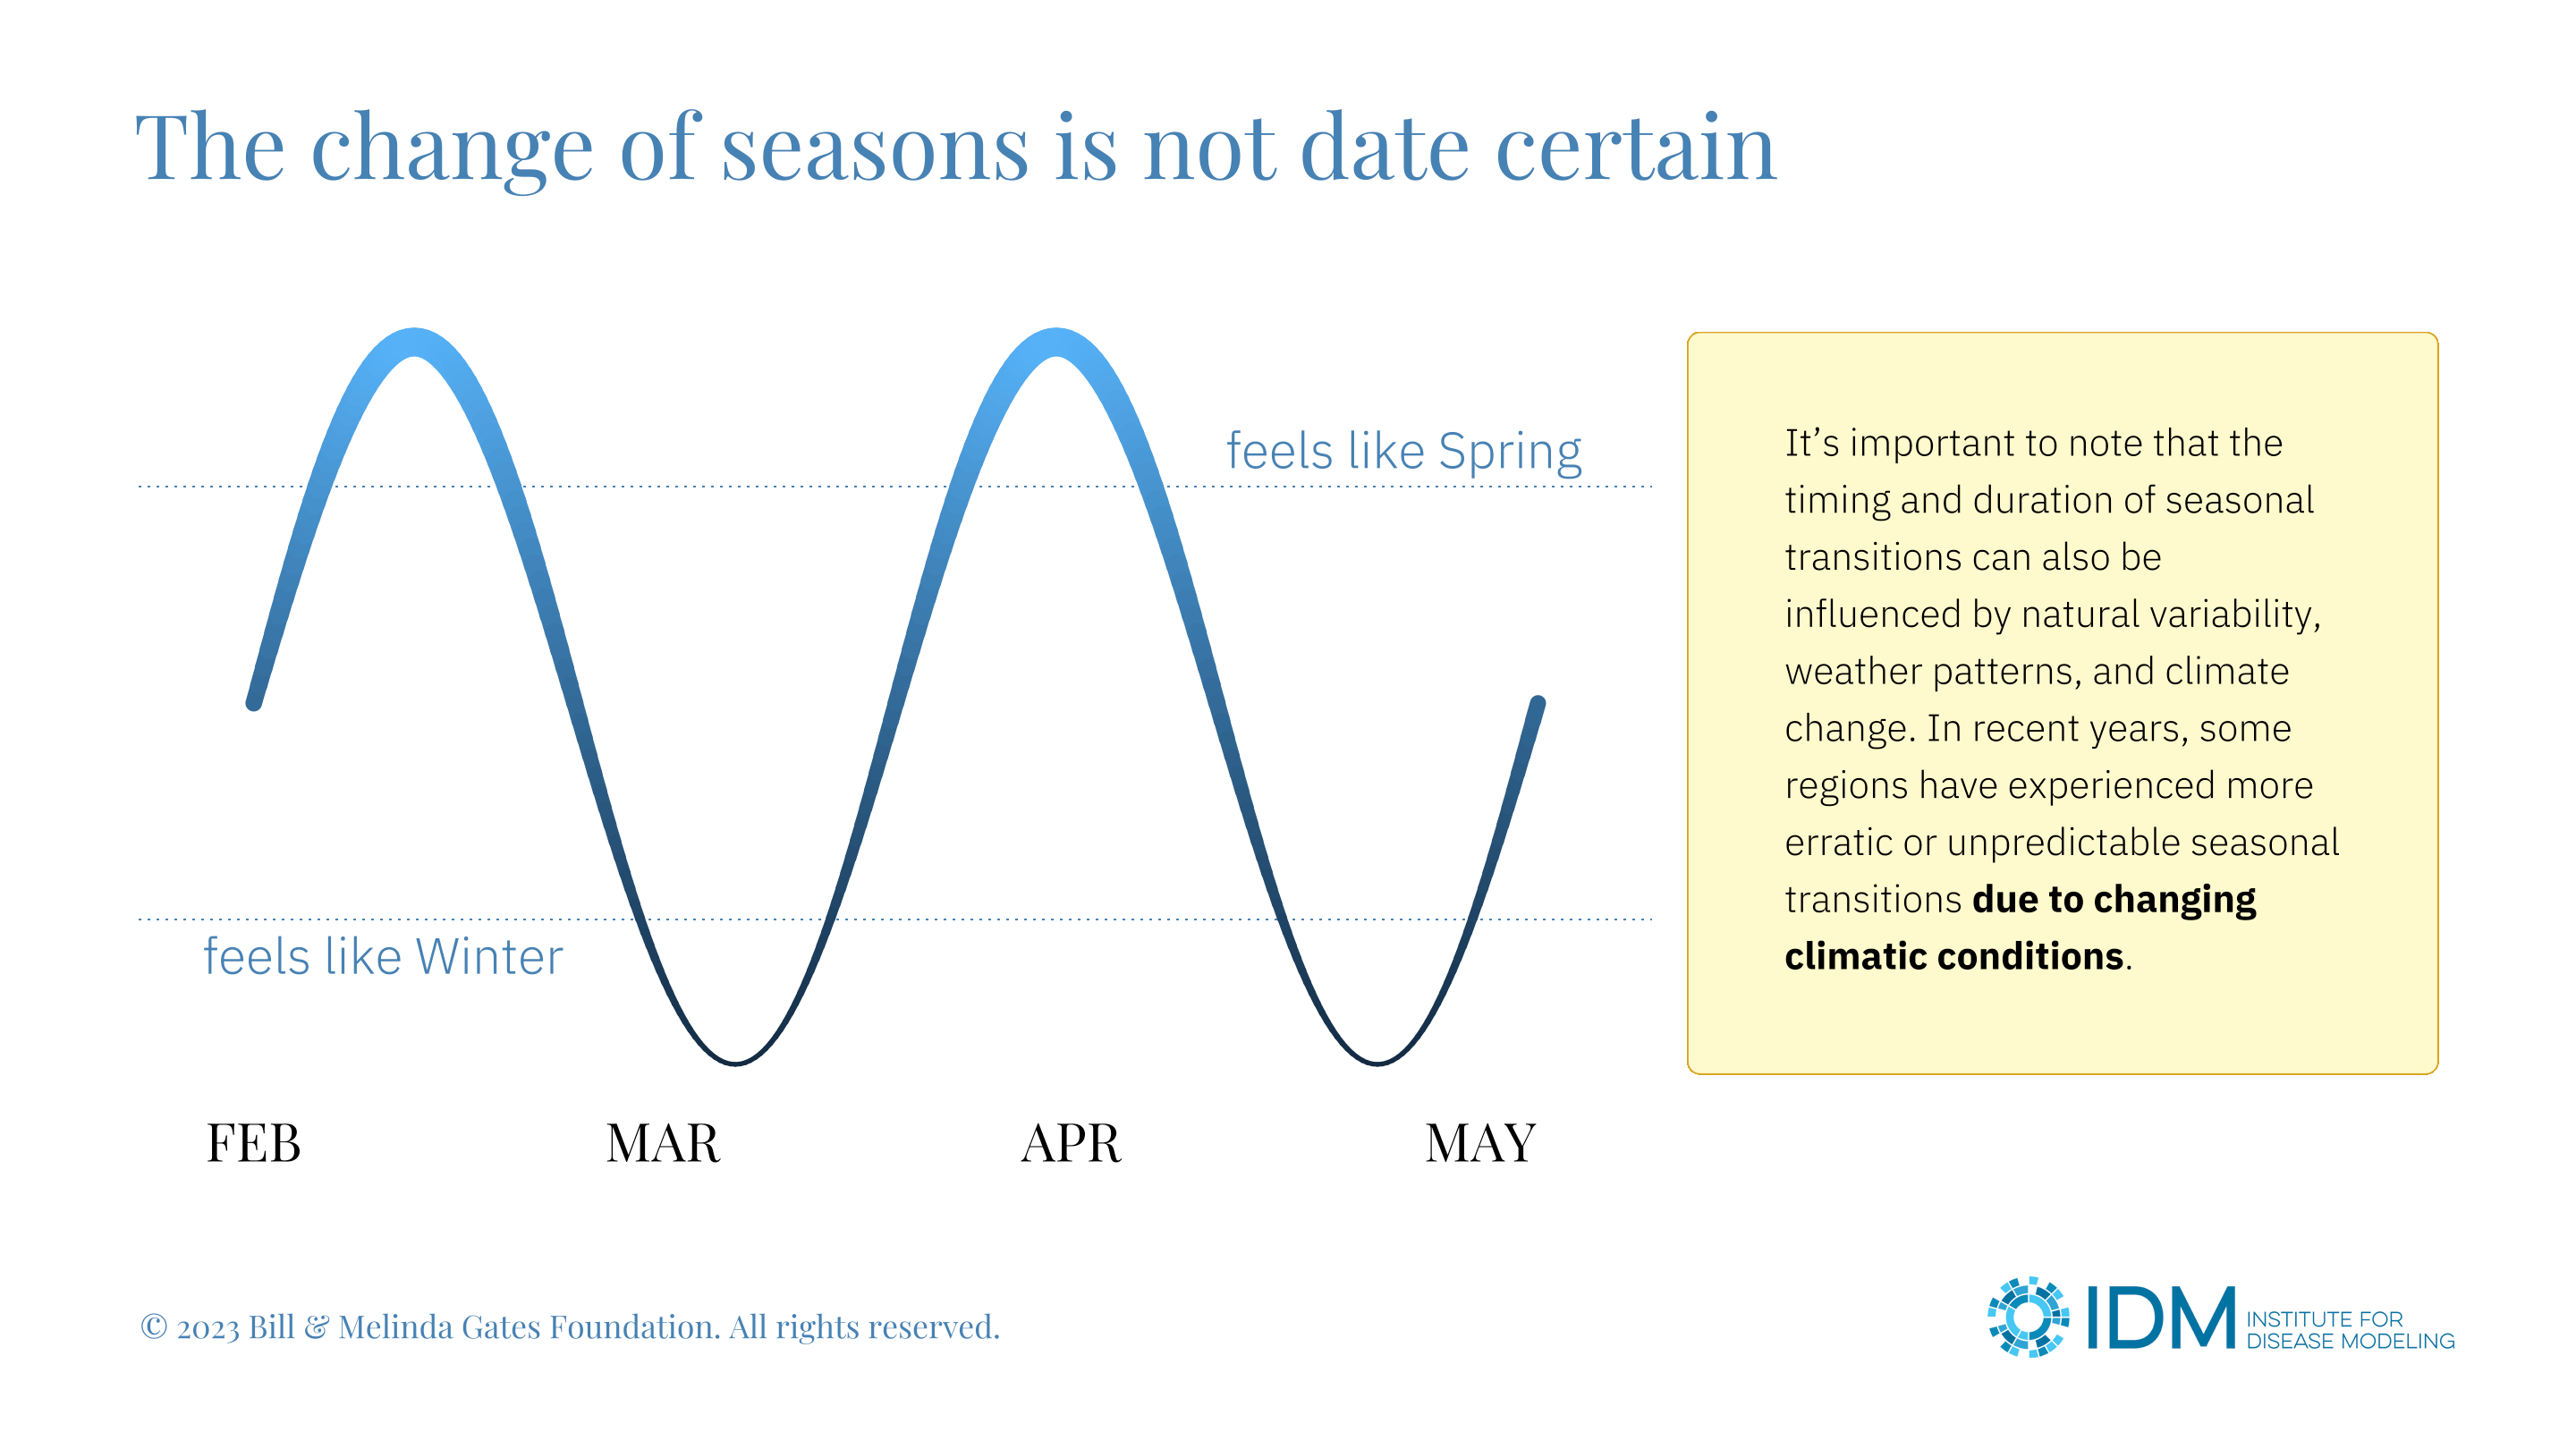 The change of seasons is not date certain
feels like Spring
feels like Winter
FEB MAR APR MAY
It’s important to note that the
timing and duration of seasonal
transitions can also be
influenced by natural variability,
weather patterns, and climate
change. In recent years, some
regions have experienced more
erratic or unpredictable seasonal
transitions due to changing
climatic conditions.
© 2023 Bill & Melinda Gates Foundation. All rights reserved.
IDM
INSTITUTE FOR
DISEASE MODELING